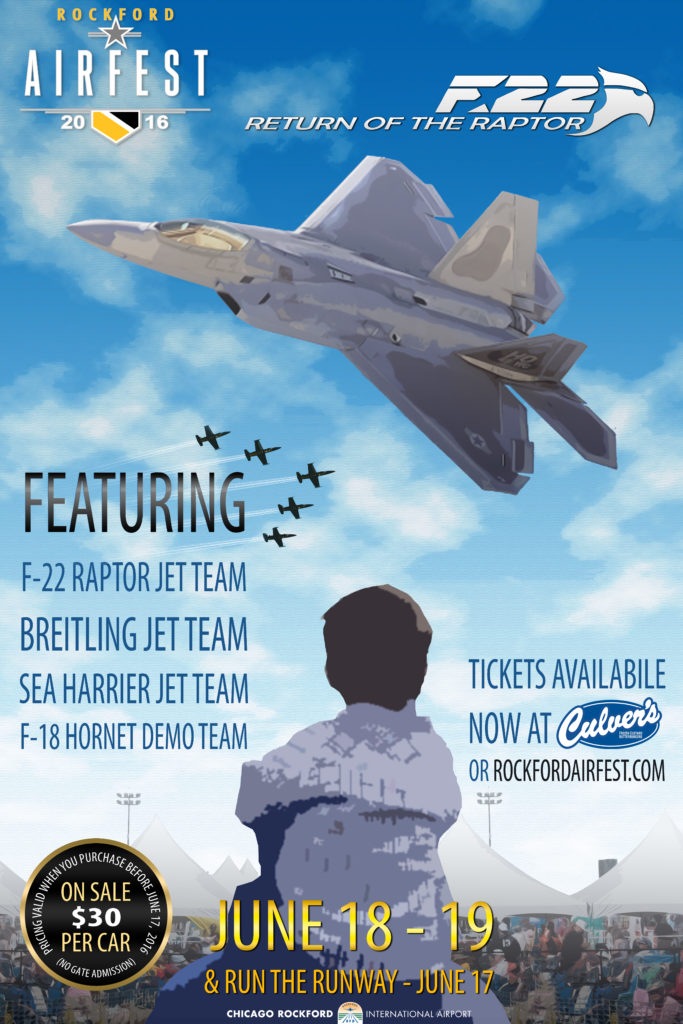 ROCKFORD
AIRFEST
20 16
F-22
RETURN OF THE RAPTOR
FEATURING
F-22 RAPTOR JET TEAM
BREITLING JET TEAM
SEA HARRIER JET TEAM
F-18 HORNET DEMO TEAM
TICKETS AVAILABILE
NOW AT Culver's
FROZEN CUSTARD
BUTTERBURGERS
OR ROCKFORDAIRFEST.COM
PRICING VALID WHEN YOU PURCHASE BEFORE JUNE 17, 2016
ON SALE
$30
PER CAR
(NO GATE ADMISSION)
JUNE 18 - 19
& RUN THE RUNWAY - JUNE 17
CHICAGO ROCKFORD INTERNATIONAL AIRPORT